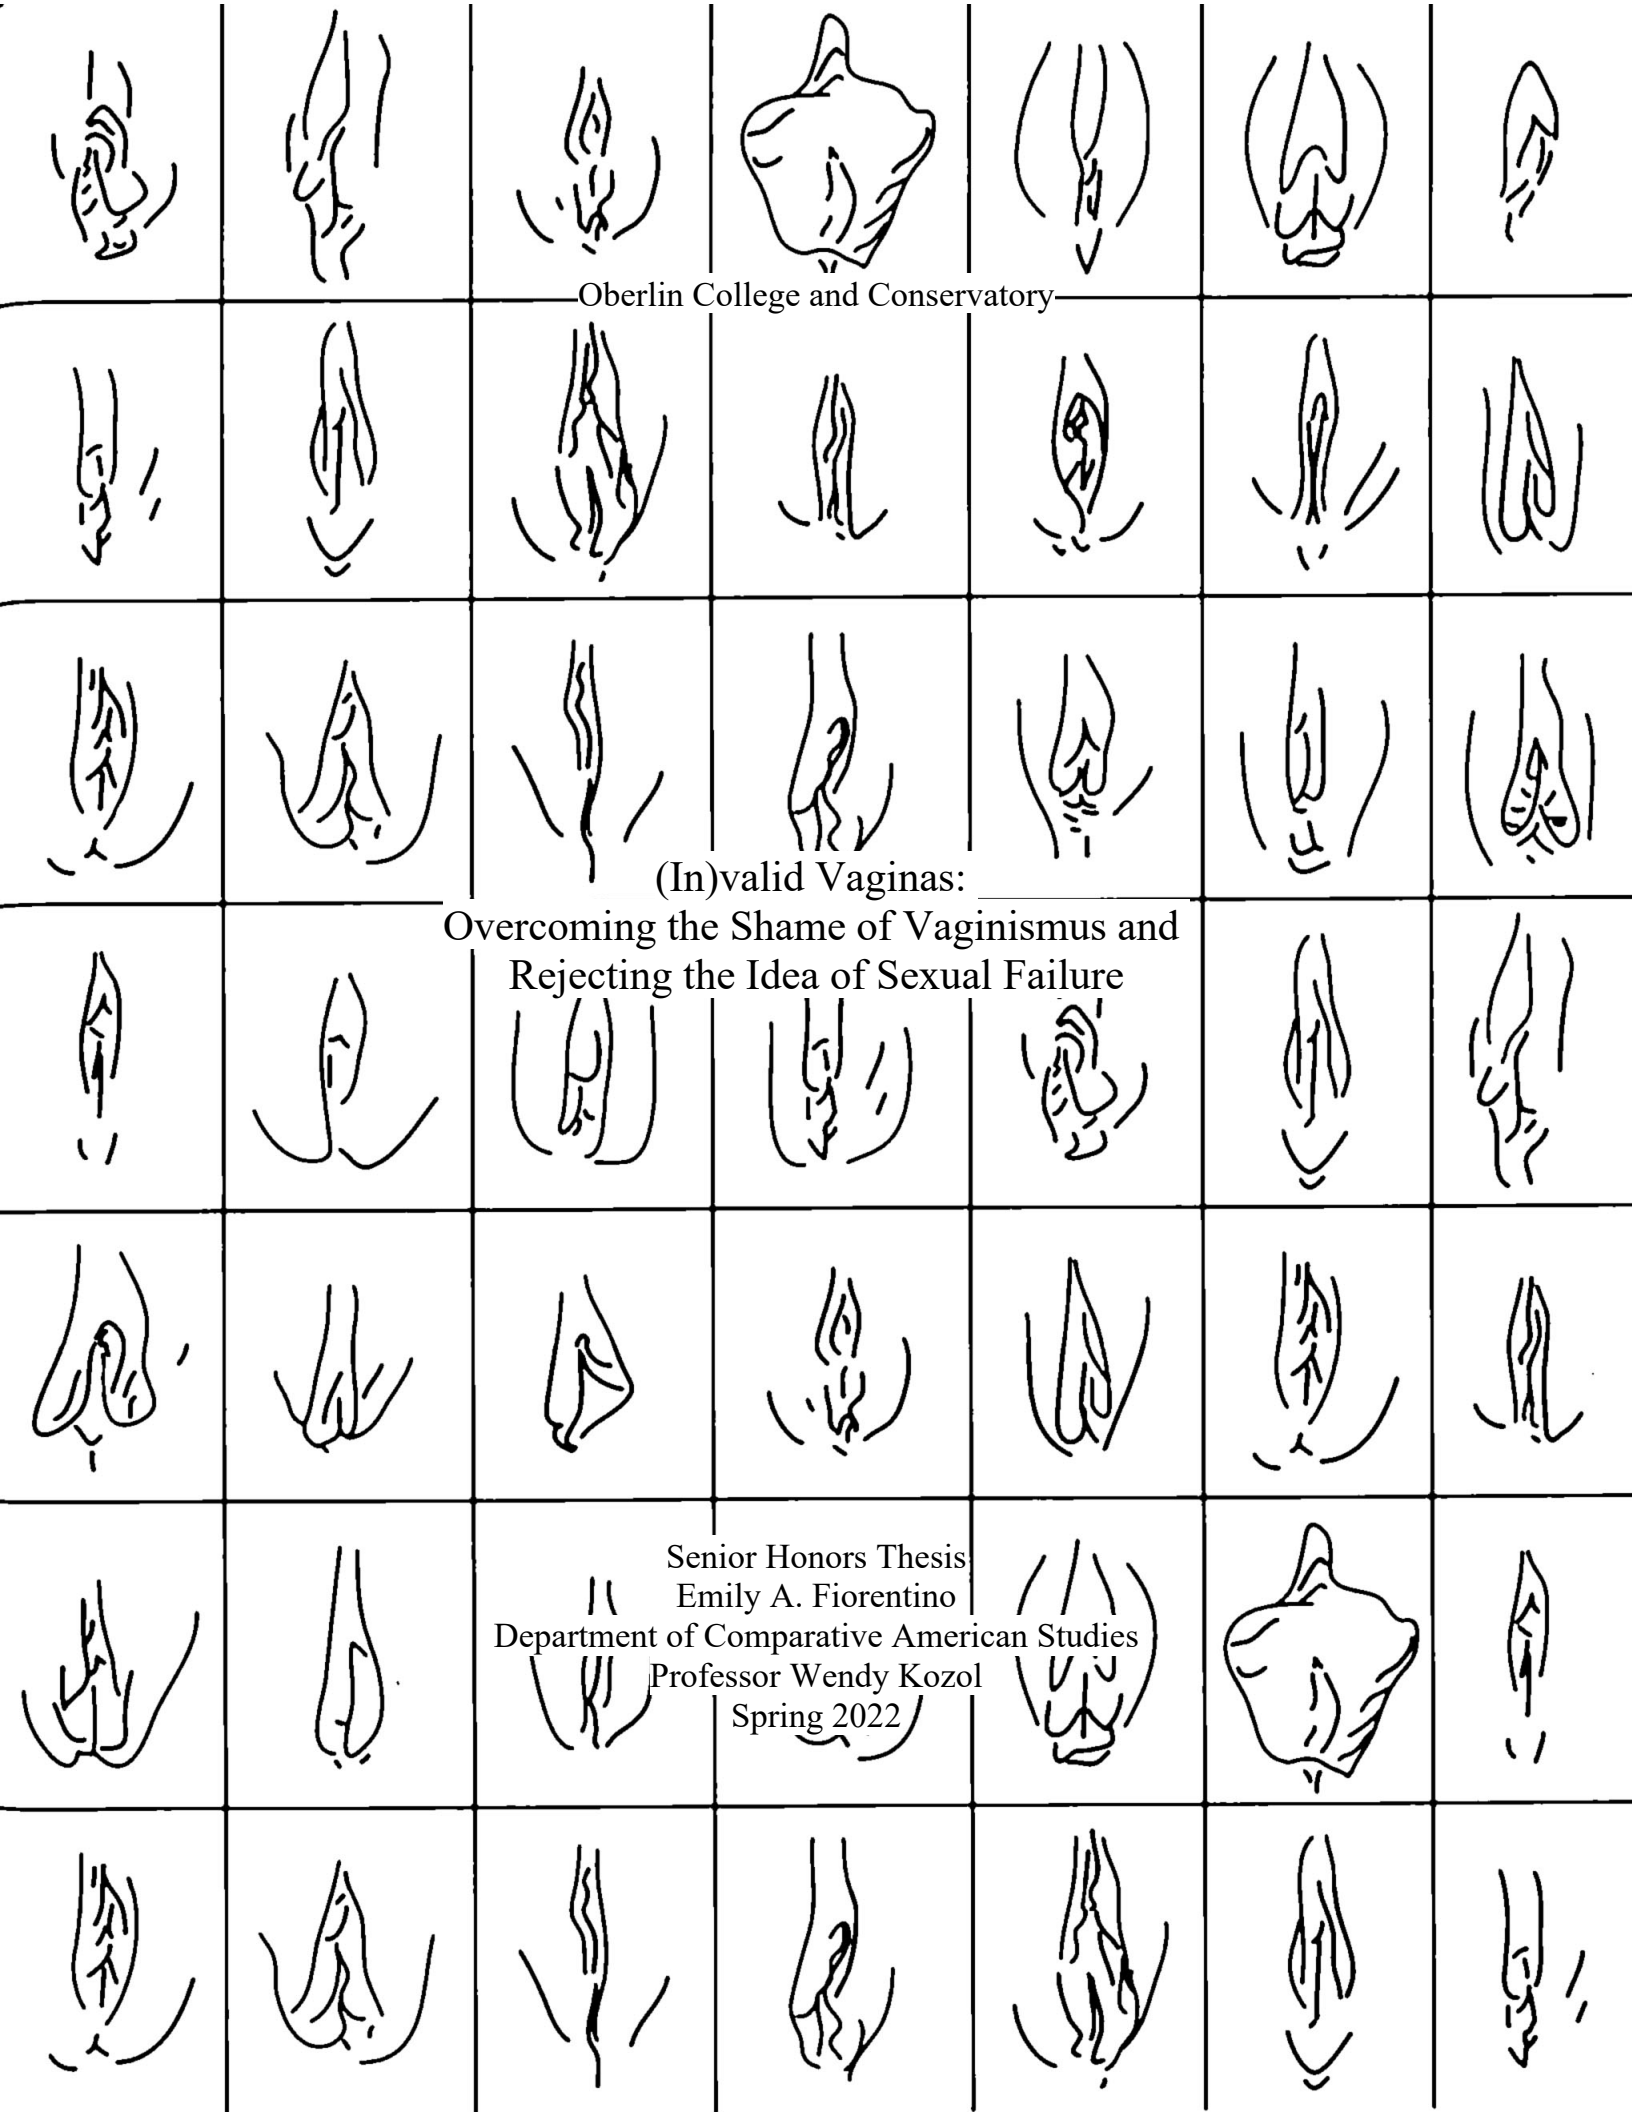 Oberlin College and Conservatory
(In)valid Vaginas:
Overcoming the Shame of Vaginismus and
Rejecting the Idea of Sexual Failure
Senior Honors Thesis
Emily A. Fiorentino
Department of Comparative American Studies
Professor Wendy Kozol
Spring 2022